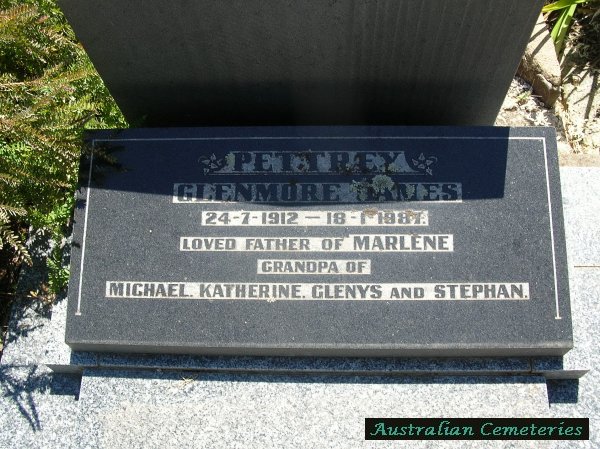 PETTREY
GLENMORE JAMES
24-7-1912 — 18-1-1987.
LOVED FATHER OF MARLENE
GRANDPA OF
MICHAEL. KATHERINE. GLENYS AND STEPHAN.
Australian Cemeteries